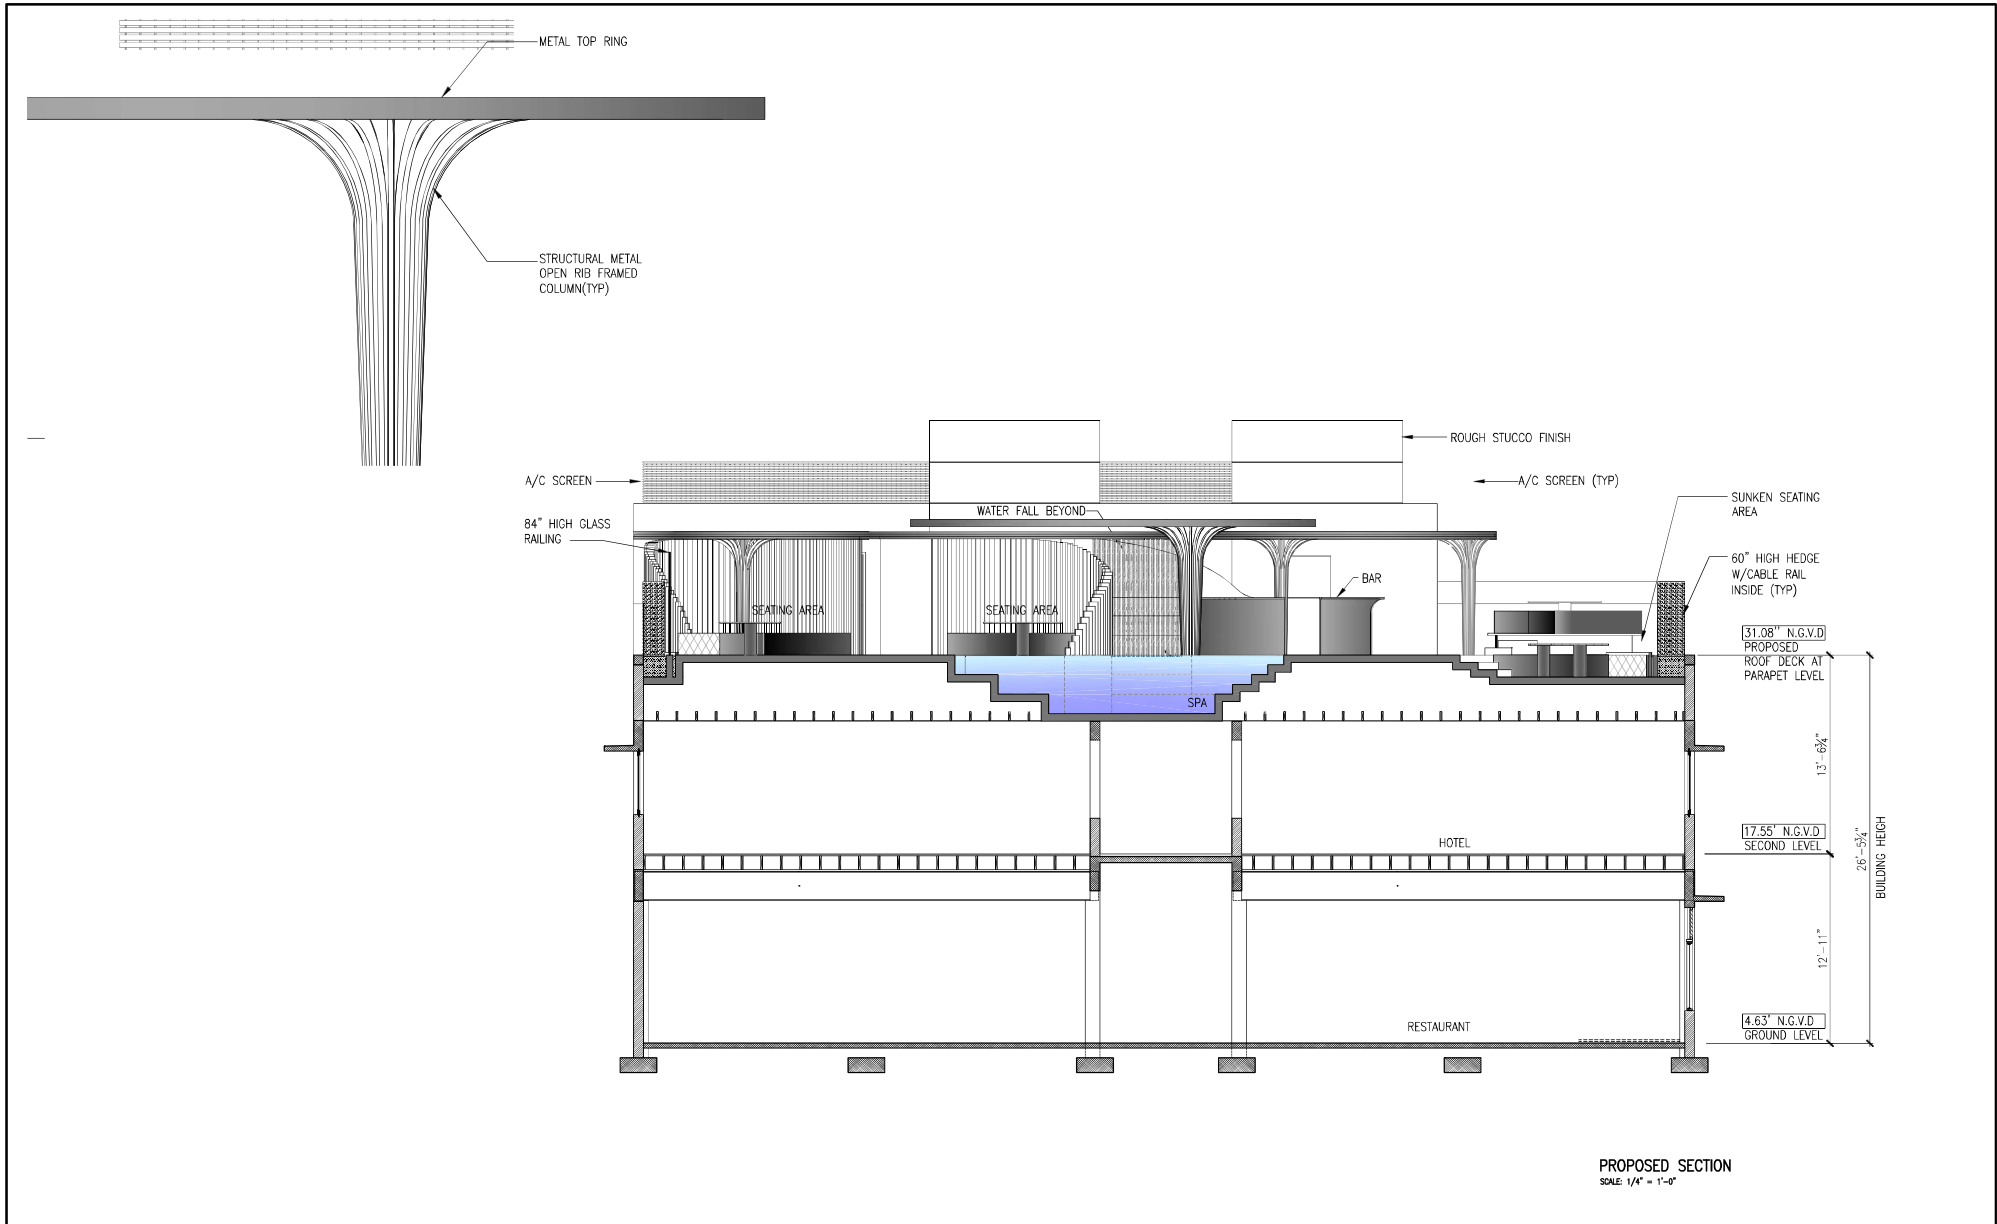 METAL TOP RING
STRUCTURAL METAL
OPEN RIB FRAMED
COLUMN(TYP)
ROUGH STUCCO FINISH
A/C SCREEN
A/C SCREEN (TYP)
SUNKEN SEATING
AREA
WATER FALL BEYOND
84" HIGH GLASS
RAILING
60" HIGH HEDGE
W/CABLE RAIL
INSIDE (TYP)
BAR
SEATING AREA
SEATING AREA
31.08" N.G.V.D
PROPOSED
ROOF DECK AT
PARAPET LEVEL
SPA
13'-6¾"
HOTEL
17.55' N.G.V.D
SECOND LEVEL
26'-5¾"
BUILDING HEIGH
12'-11"
RESTAURANT
4.63' N.G.V.D
GROUND LEVEL
PROPOSED SECTION
SCALE: 1/4" = 1'-0"